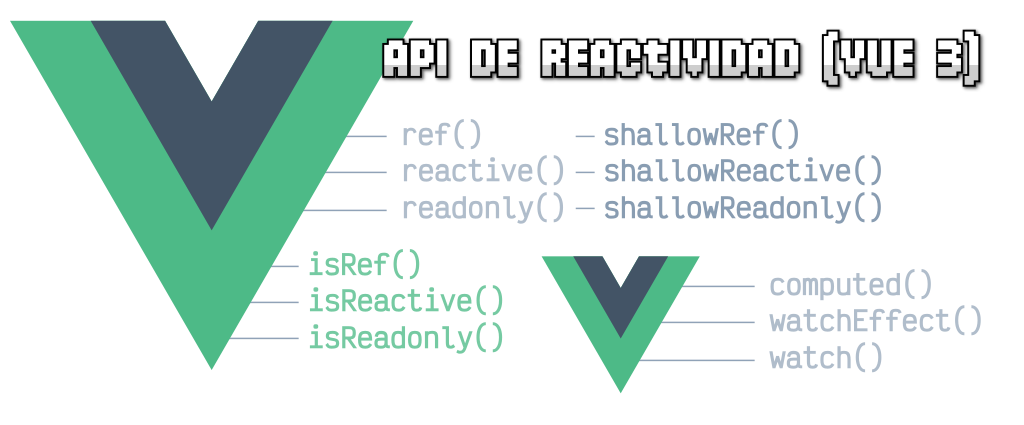 API DE REACTIVIDAD (VUE 3)
ref() — shallowRef()
reactive() — shallowReactive()
readonly() — shallowReadonly()
isRef()
isReactive()
isReadonly()
computed()
watchEffect()
watch()